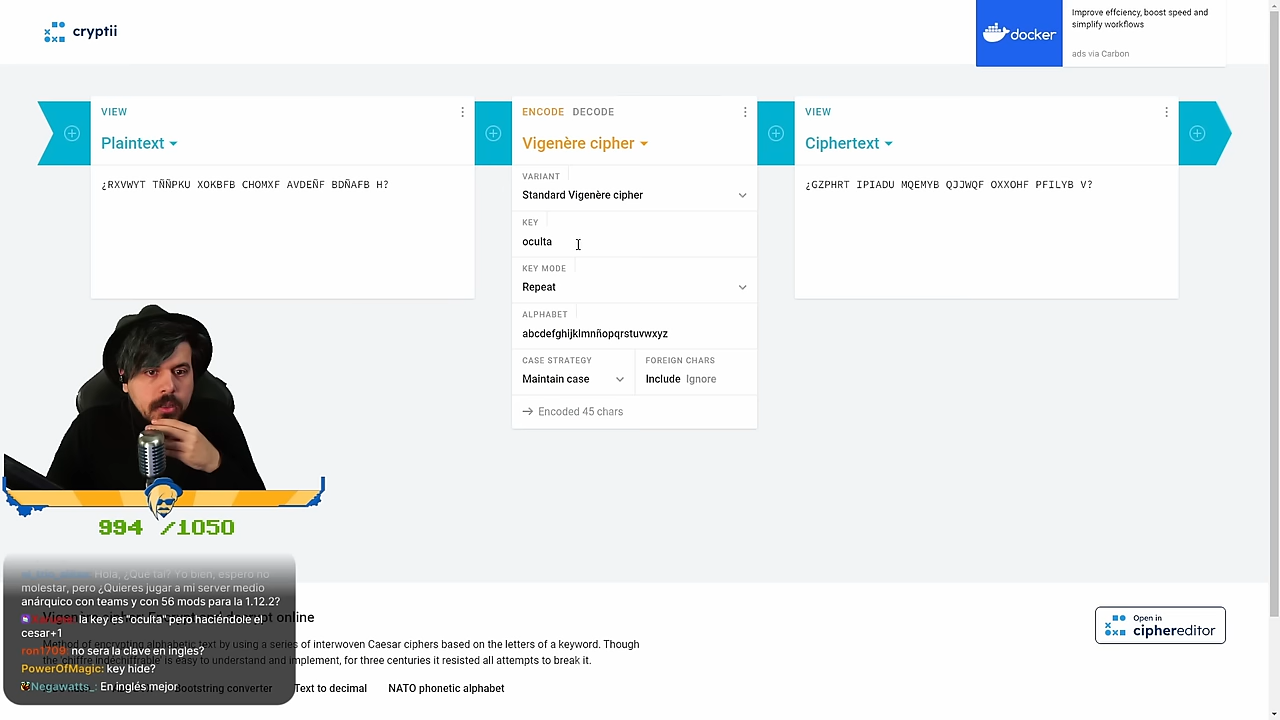 cryptii
docker
Improve effciency, boost speed and
simplify workflows
ads via Carbon
VIEW
Plaintext
¿RXVWYT TÑÑPKU XOKBFB CHOMXF AVDEÑF BDÑAFB H?
ENCODE DECODE
Vigenère cipher
VARIANT
Standard Vigenère cipher
KEY
oculta
KEY MODE
Repeat
ALPHABET
abcdefghijklmnñopqrstuvwxyz
CASE STRATEGY
Maintain case
FOREIGN CHARS
Include Ignore
Encoded 45 chars
VIEW
Ciphertext
¿GZPHRT IPIADU MQEMYB QJJWQF OXXOHF PFILYB V?
994 /1050
Hola, ¿Que tal? Yo bien, espero no
molestar, pero ¿Quieres jugar a mi server medio
anárquico con teams y con 56 mods para la 1.12.2?
la key es "oculta" pero haciéndole el
cesar+1
ron1709: no sera la clave en ingles?
PowerOfMagic: key hide?
Negawatts_: En inglés mejor
online
Method of encrypting alphabetic text by using a series of interwoven Caesar ciphers based on the letters of a keyword. Though
the 'chiffre indéchiffrable' is easy to understand and implement, for three centuries it resisted all attempts to break it.
Bootstring converter
Text to decimal
NATO phonetic alphabet
Open in
ciphereditor